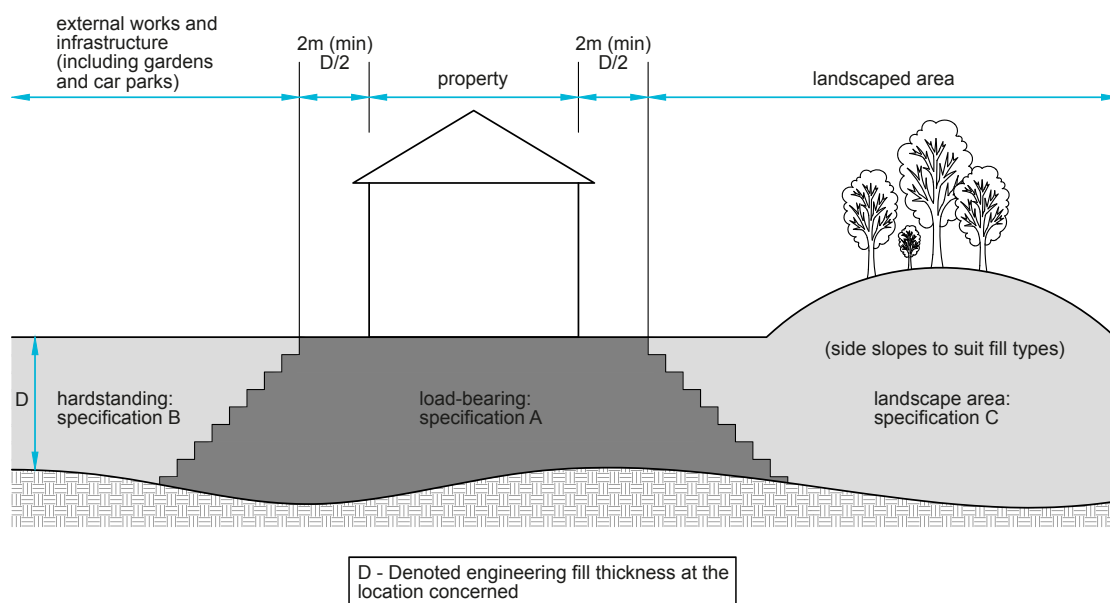 external works and
infrastructure
(including gardens
and car parks)
2m (min)
D/2
property
2m (min)
D/2
landscaped area
D
hardstanding:
specification B
load-bearing:
specification A
(side slopes to suit fill types)
landscape area:
specification C
D - Denoted engineering fill thickness at the
location concerned